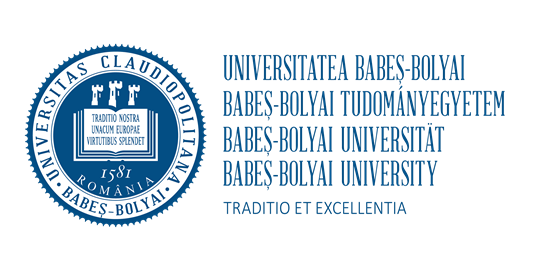 UNIVERSITAS CLAUDIOPOLITANA
TRADITIO NOSTRA
UNACUM EUROPAE
VIRTUTIBUS SPLENDET
1581
ROMÂNIA
· BABEȘ-BOLYAI ·
UNIVERSITATEA BABEȘ-BOLYAI
BABEȘ-BOLYAI TUDOMÁNYEGYETEM
BABEȘ-BOLYAI UNIVERSITÄT
BABEȘ-BOLYAI UNIVERSITY
TRADITIO ET EXCELLENTIA